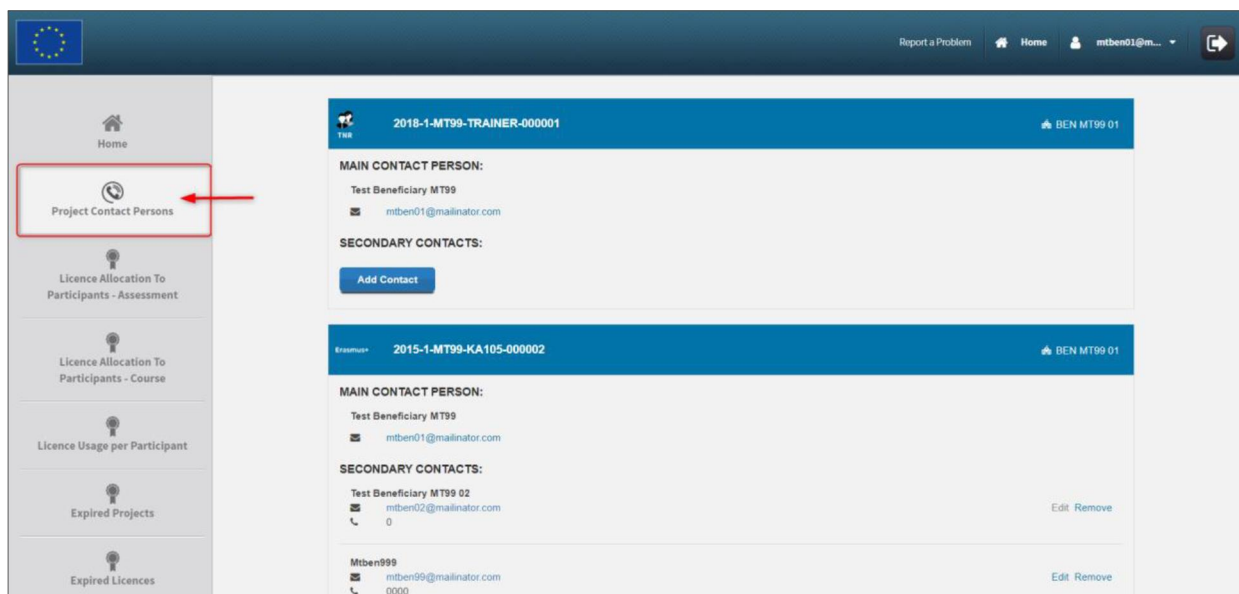 Report a Problem
Home
mtben01@m...
Home
Project Contact Persons
Licence Allocation To
Participants - Assessment
Licence Allocation To
Participants - Course
Licence Usage per Participant
Expired Projects
Expired Licences
TNR
2018-1-MT99-TRAINER-000001
BEN MT99 01
MAIN CONTACT PERSON:
Test Beneficiary MT99
mtben01@mailinator.com
SECONDARY CONTACTS:
Add Contact
Erasmus+
2015-1-MT99-KA105-000002
BEN MT99 01
MAIN CONTACT PERSON:
Test Beneficiary MT99
mtben01@mailinator.com
SECONDARY CONTACTS:
Test Beneficiary MT99 02
mtben02@mailinator.com
Edit Remove
0
Mtben999
mtben99@mailinator.com
Edit Remove
0000